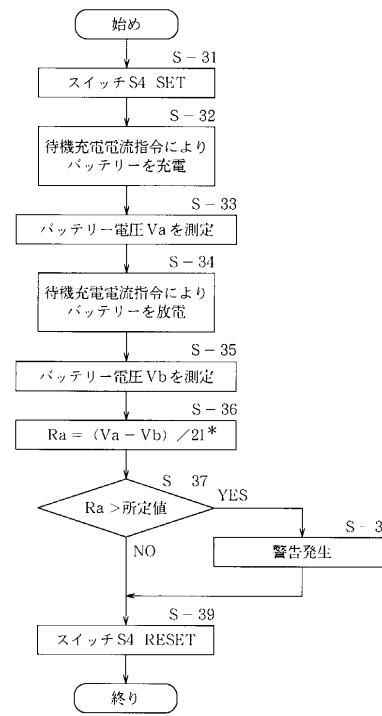 始め
S-31
スイッチS4 SET
S-32
待機充電電流指令により
バッテリーを充電
S-33
バッテリー電圧Vaを測定
S-34
待機充電電流指令により
バッテリーを放電
S-35
バッテリー電圧Vbを測定
S-36
Ra=(Va-Vb)/2I*
S 37
Ra>所定値
YES
NO
S-3
警告発生
S-39
スイッチS4 RESET
終り